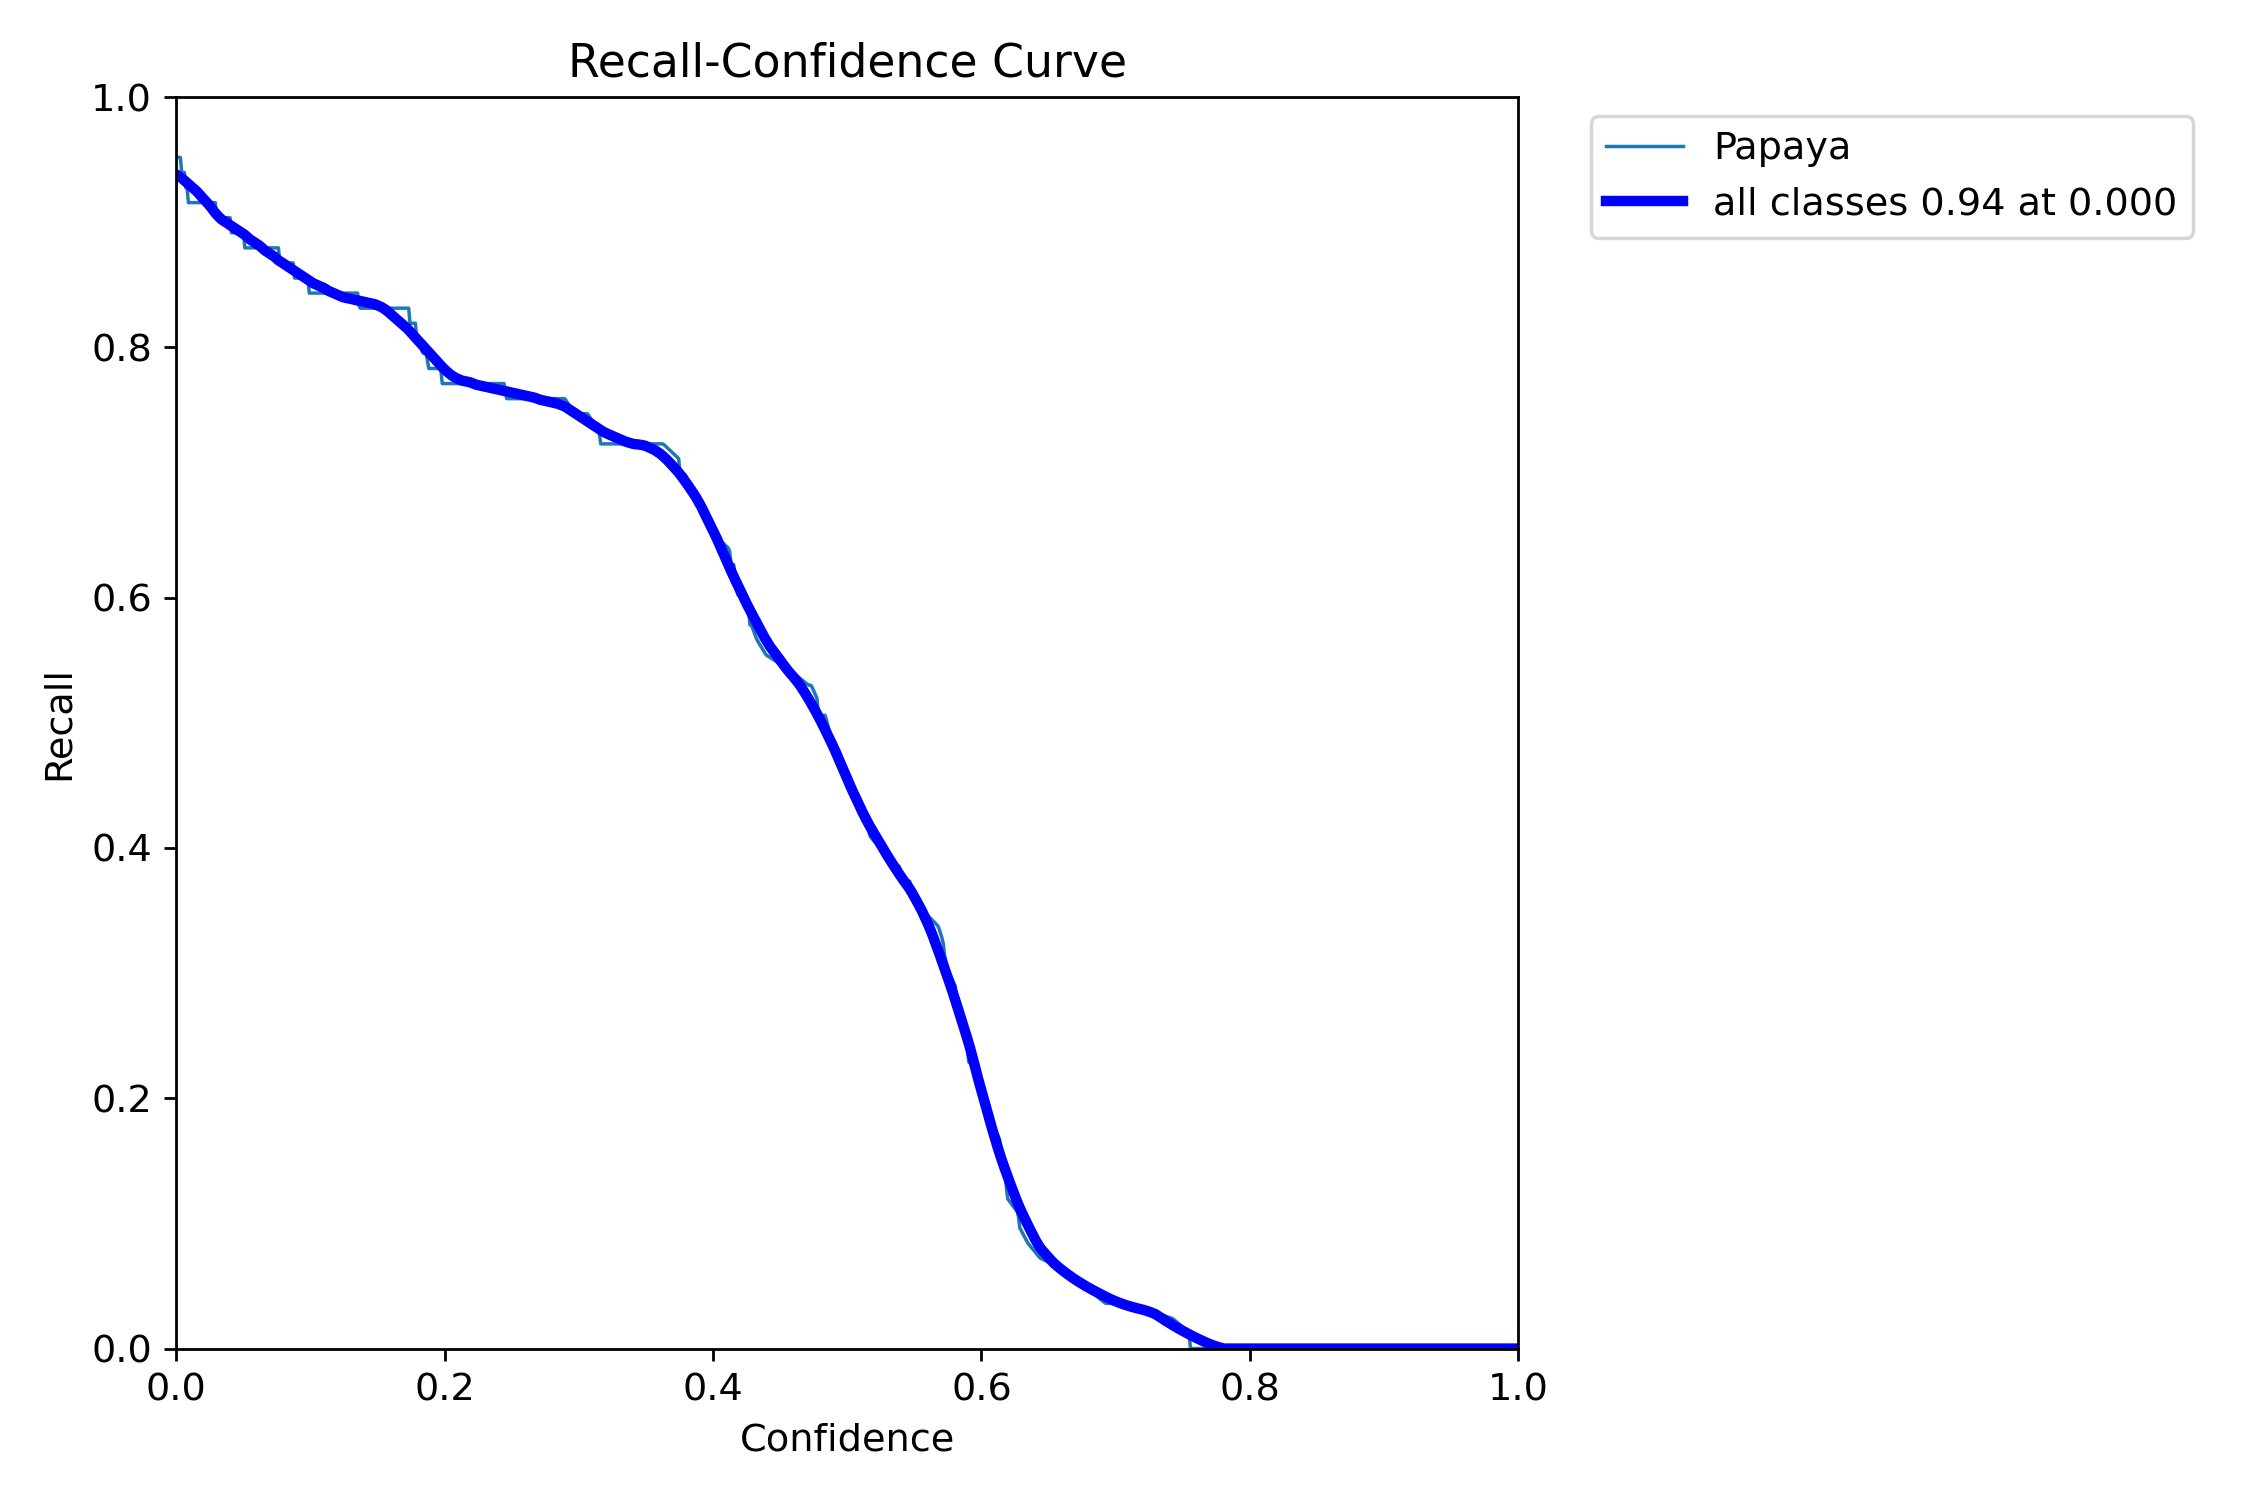 Recall-Confidence Curve
1.0
0.8
0.6
0.4
0.2
0.0
Recall
0.0 0.2 0.4 0.6 0.8 1.0
Confidence
Papaya
all classes 0.94 at 0.000